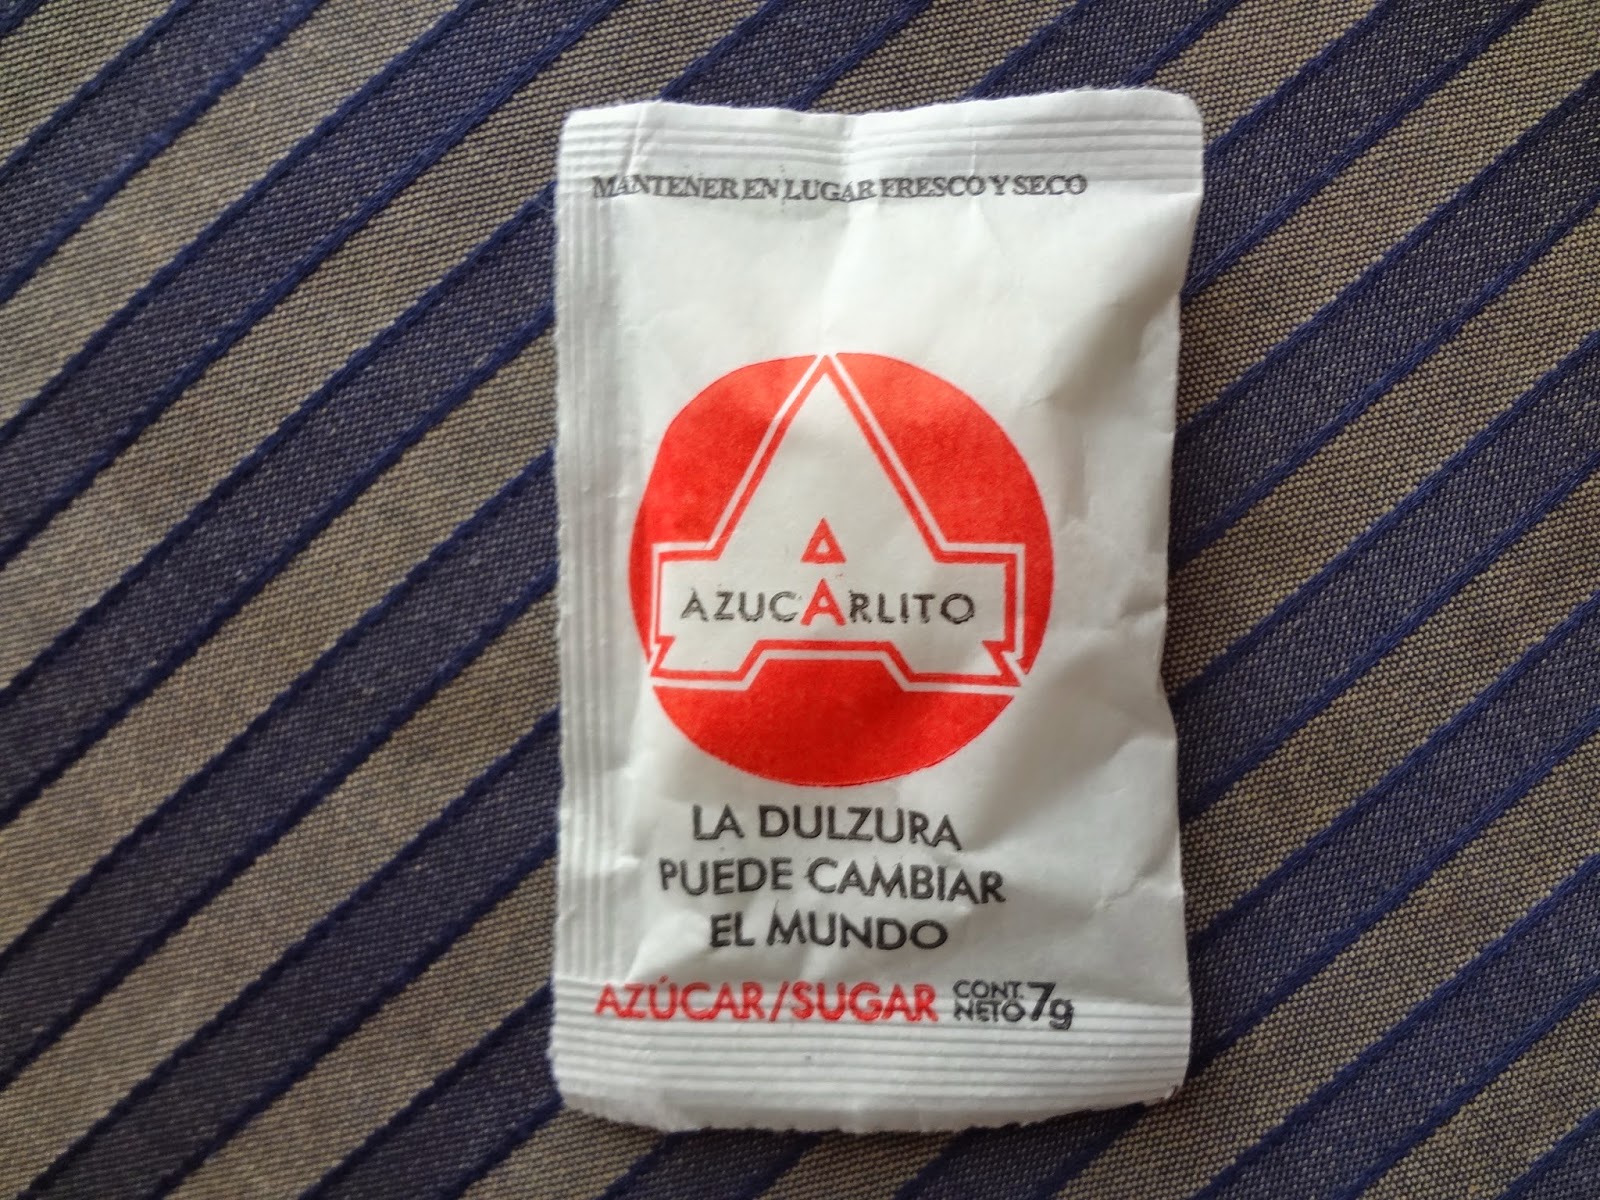 MANTENER EN LUGAR FRESCO Y SECO
AZUCARLITO
LA DULZURA
PUEDE CAMBIAR
EL MUNDO
AZÚCAR/SUGAR CONT. NETO 7g